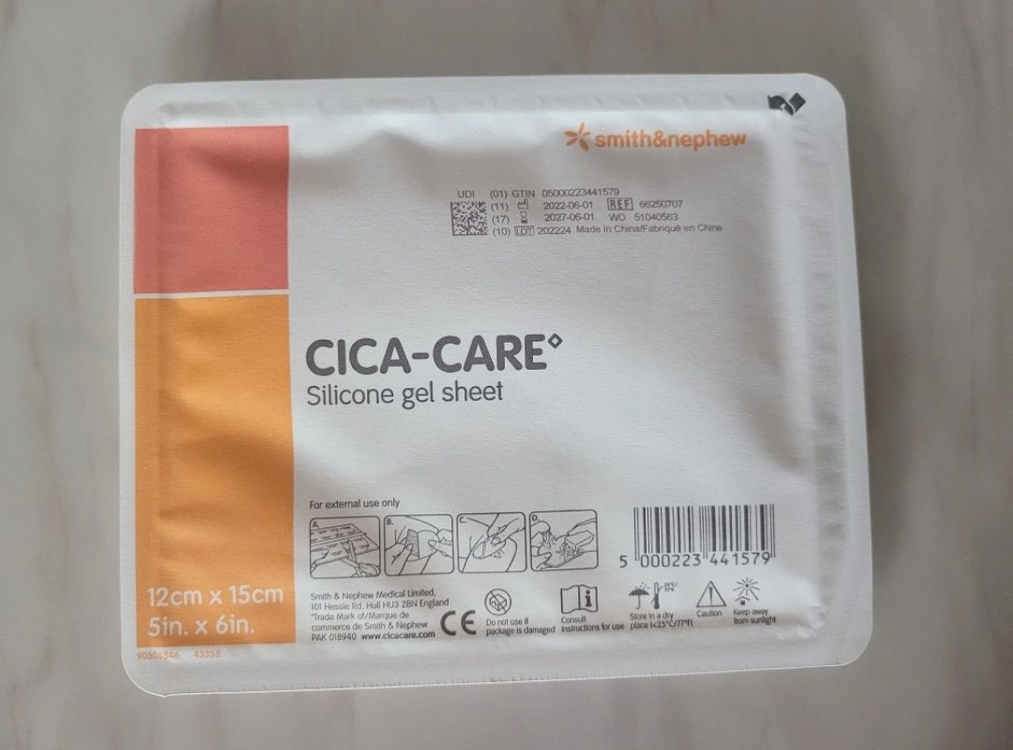 smith&nephew
UDI (01) GTIN 05000223441579
(11) 2022-06-01 REF 66250707
(17) 2027-06-01 WO 51040563
(10) LOT 202224 Made in China/Fabriqué en Chine
CICA-CARE◊
Silicone gel sheet
For external use only
A. B. C. D.
5 000223 441579
12cm x 15cm
5in. x 6in.
Smith & Nephew Medical Limited,
101 Hessle Rd, Hull HU3 2BN England
Trade Mark of/Marque de
commerce de Smith & Nephew
PAK 018940 www.cicacare.com
CE
Do not use if
package is damaged
Consult
instructions for use
Store in a dry
place (<25°C/77°F)
Caution
Keep away
from sunlight
43358